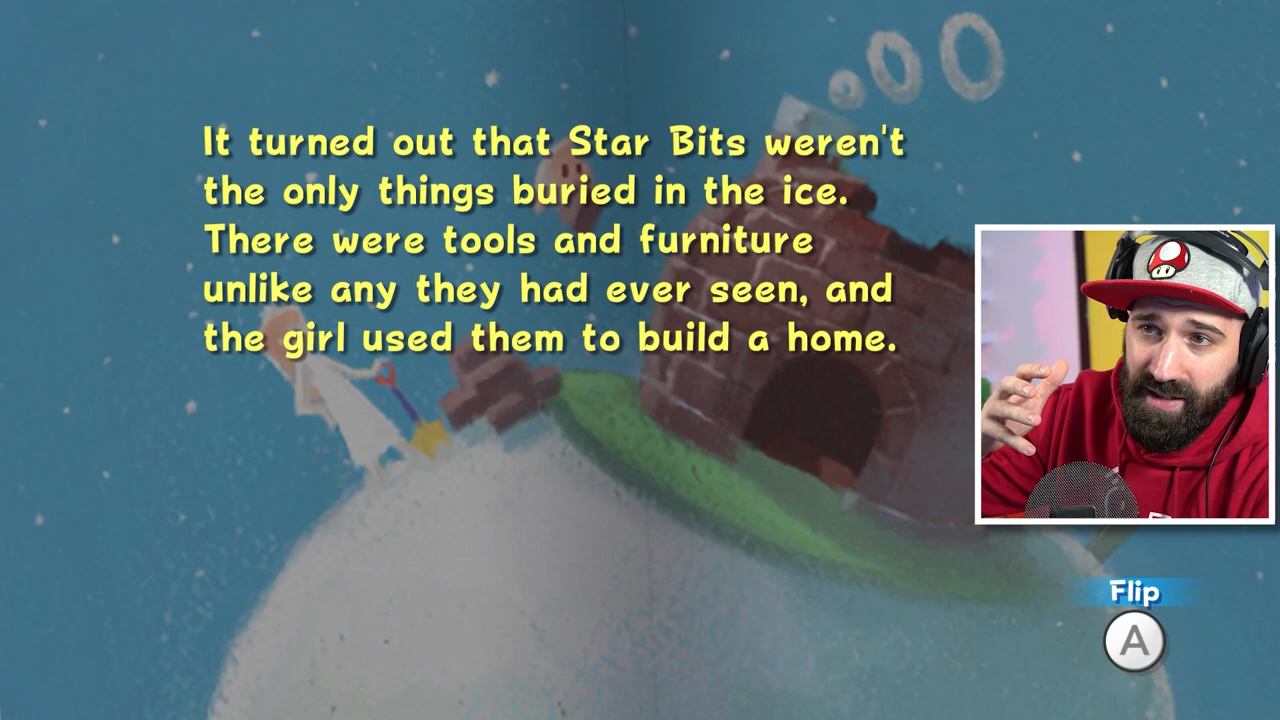 It turned out that Star Bits weren't
the only things buried in the ice.
There were tools and furniture
unlike any they had ever seen, and
the girl used them to build a home.
Flip
A